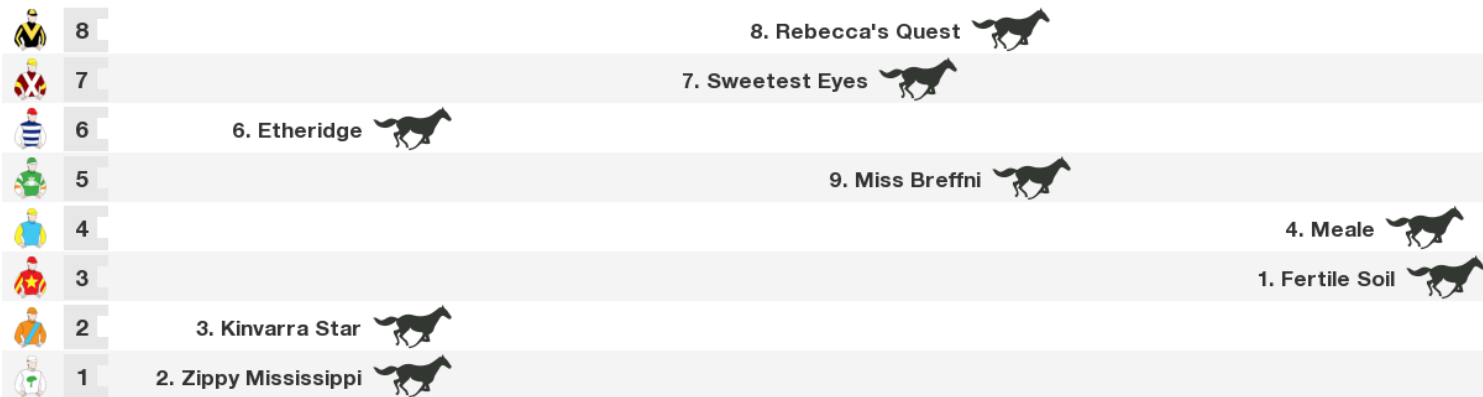 8 8. Rebecca's Quest
7 7. Sweetest Eyes
6 6. Etheridge
5 9. Miss Breffni
4 4. Meale
3 1. Fertile Soil
2 3. Kinvarra Star
1 2. Zippy Mississippi